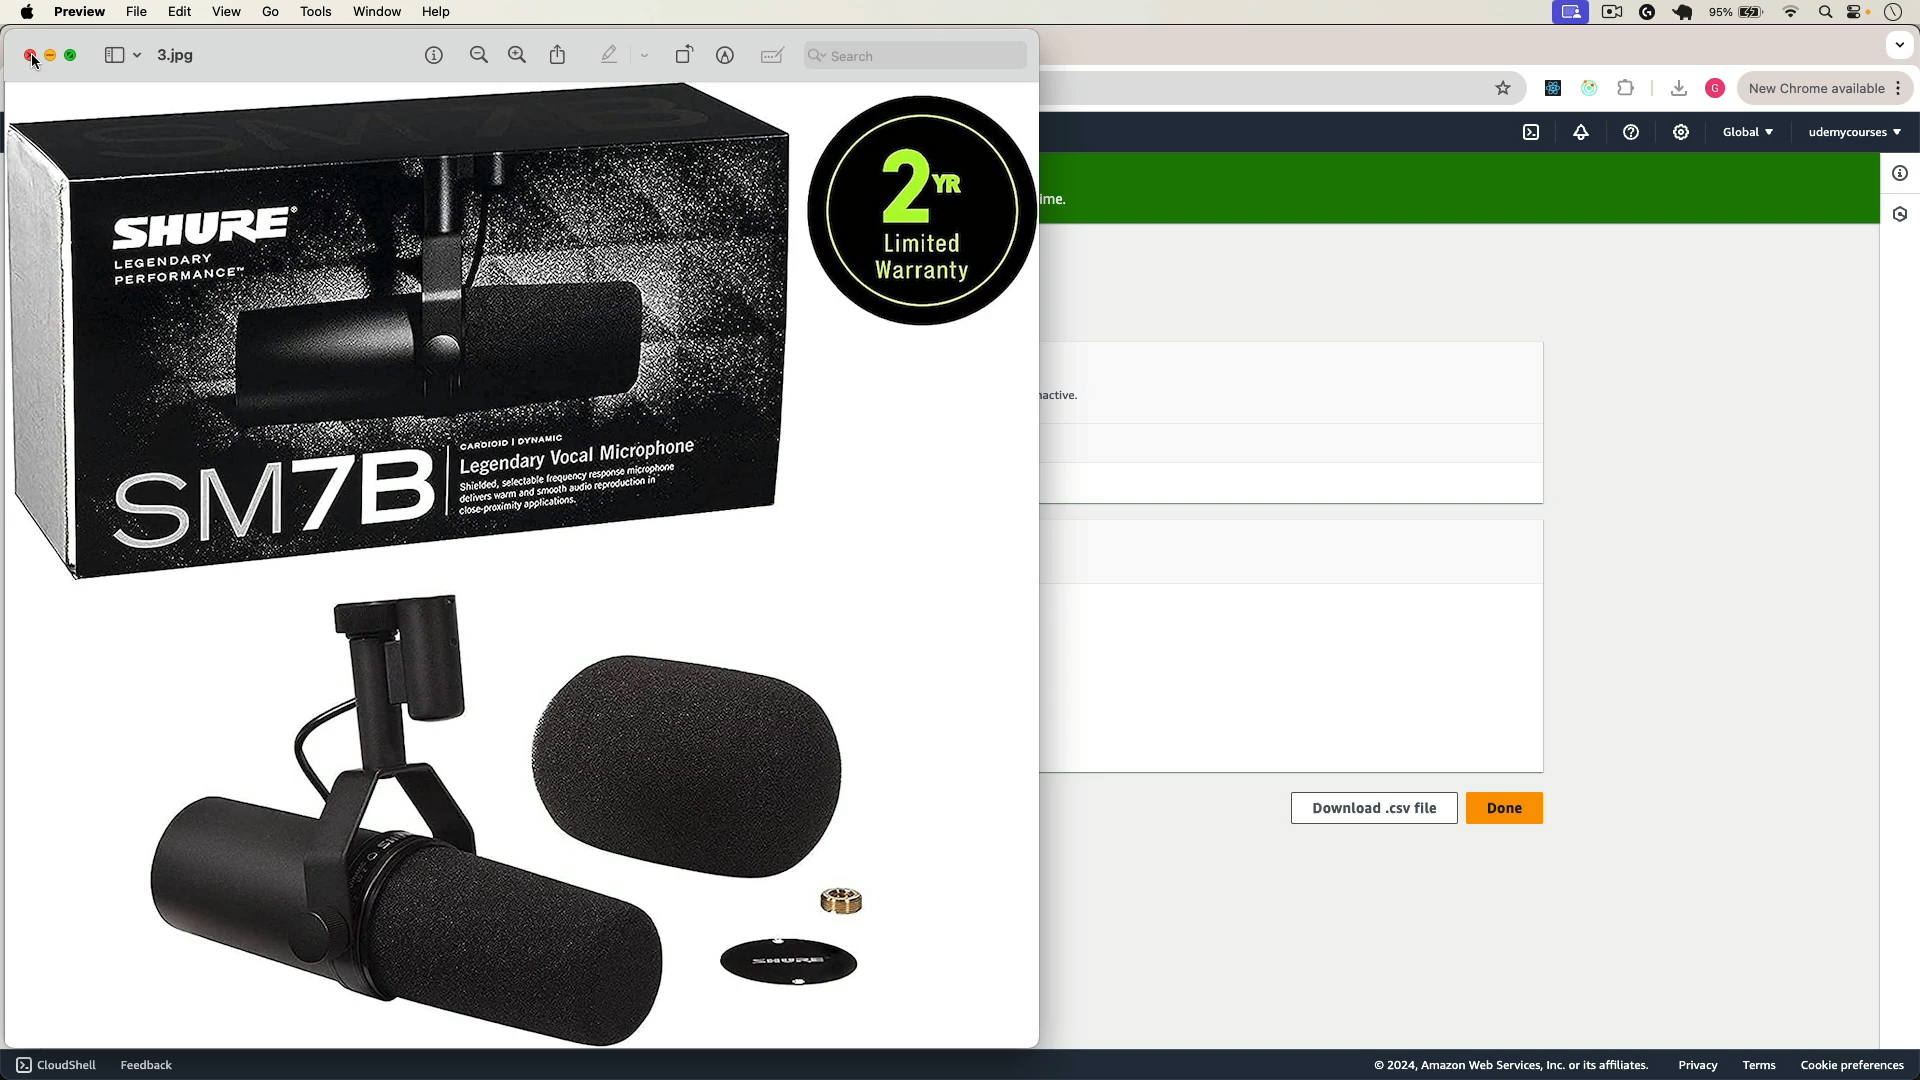 Preview File Edit View Go Tools Window Help
95%
3.jpg
Search
New Chrome available
Global
udemycourses
ime.
SHURE®
LEGENDARY
PERFORMANCE™
2YR
Limited
Warranty
nactive.
CARDIOID | DYNAMIC
SM7B
Legendary Vocal Microphone
Shielded, selectable frequency response microphone
delivers warm and smooth audio reproduction in
close-proximity applications.
Download .csv file
Done
SHURE
CloudShell
Feedback
© 2024, Amazon Web Services, Inc. or its affiliates.
Privacy
Terms
Cookie preferences